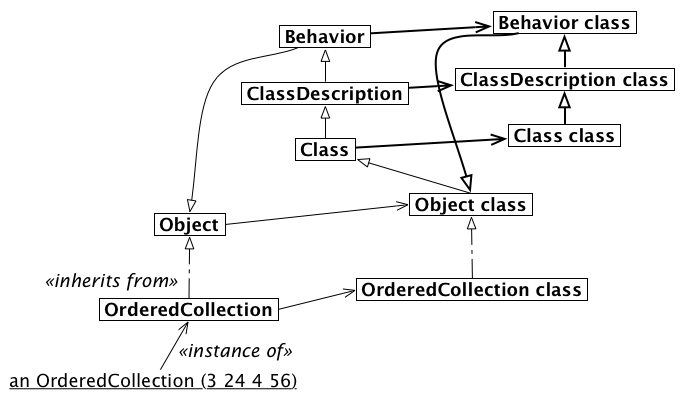 Behavior class
Behavior
ClassDescription class
ClassDescription
Class class
Class
Object class
Object
«inherits from»
OrderedCollection class
OrderedCollection
«instance of»
an OrderedCollection (3 24 4 56)